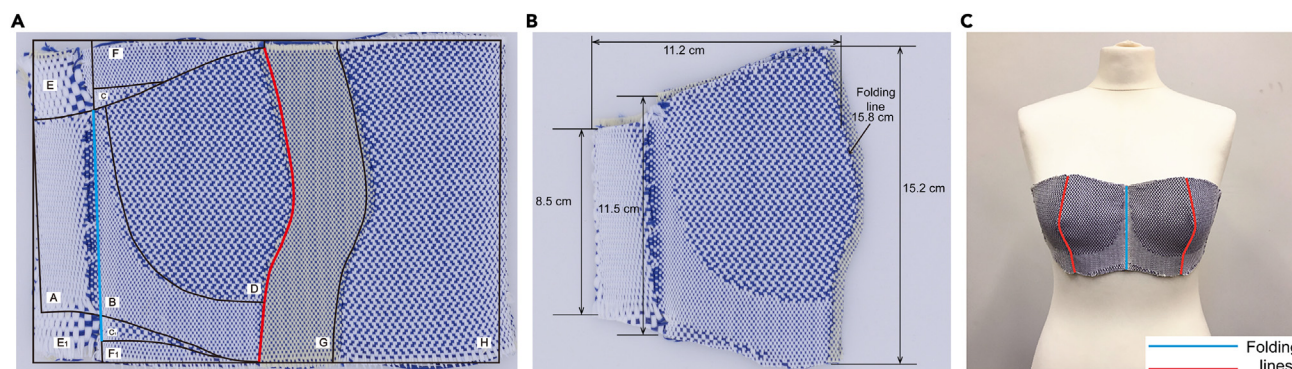 A
E
F
C
A
B
C
D
E1
F1
G
H
B
11.2 cm
Folding
line
15.8 cm
8.5 cm
11.5 cm
15.2 cm
C
Folding
lines